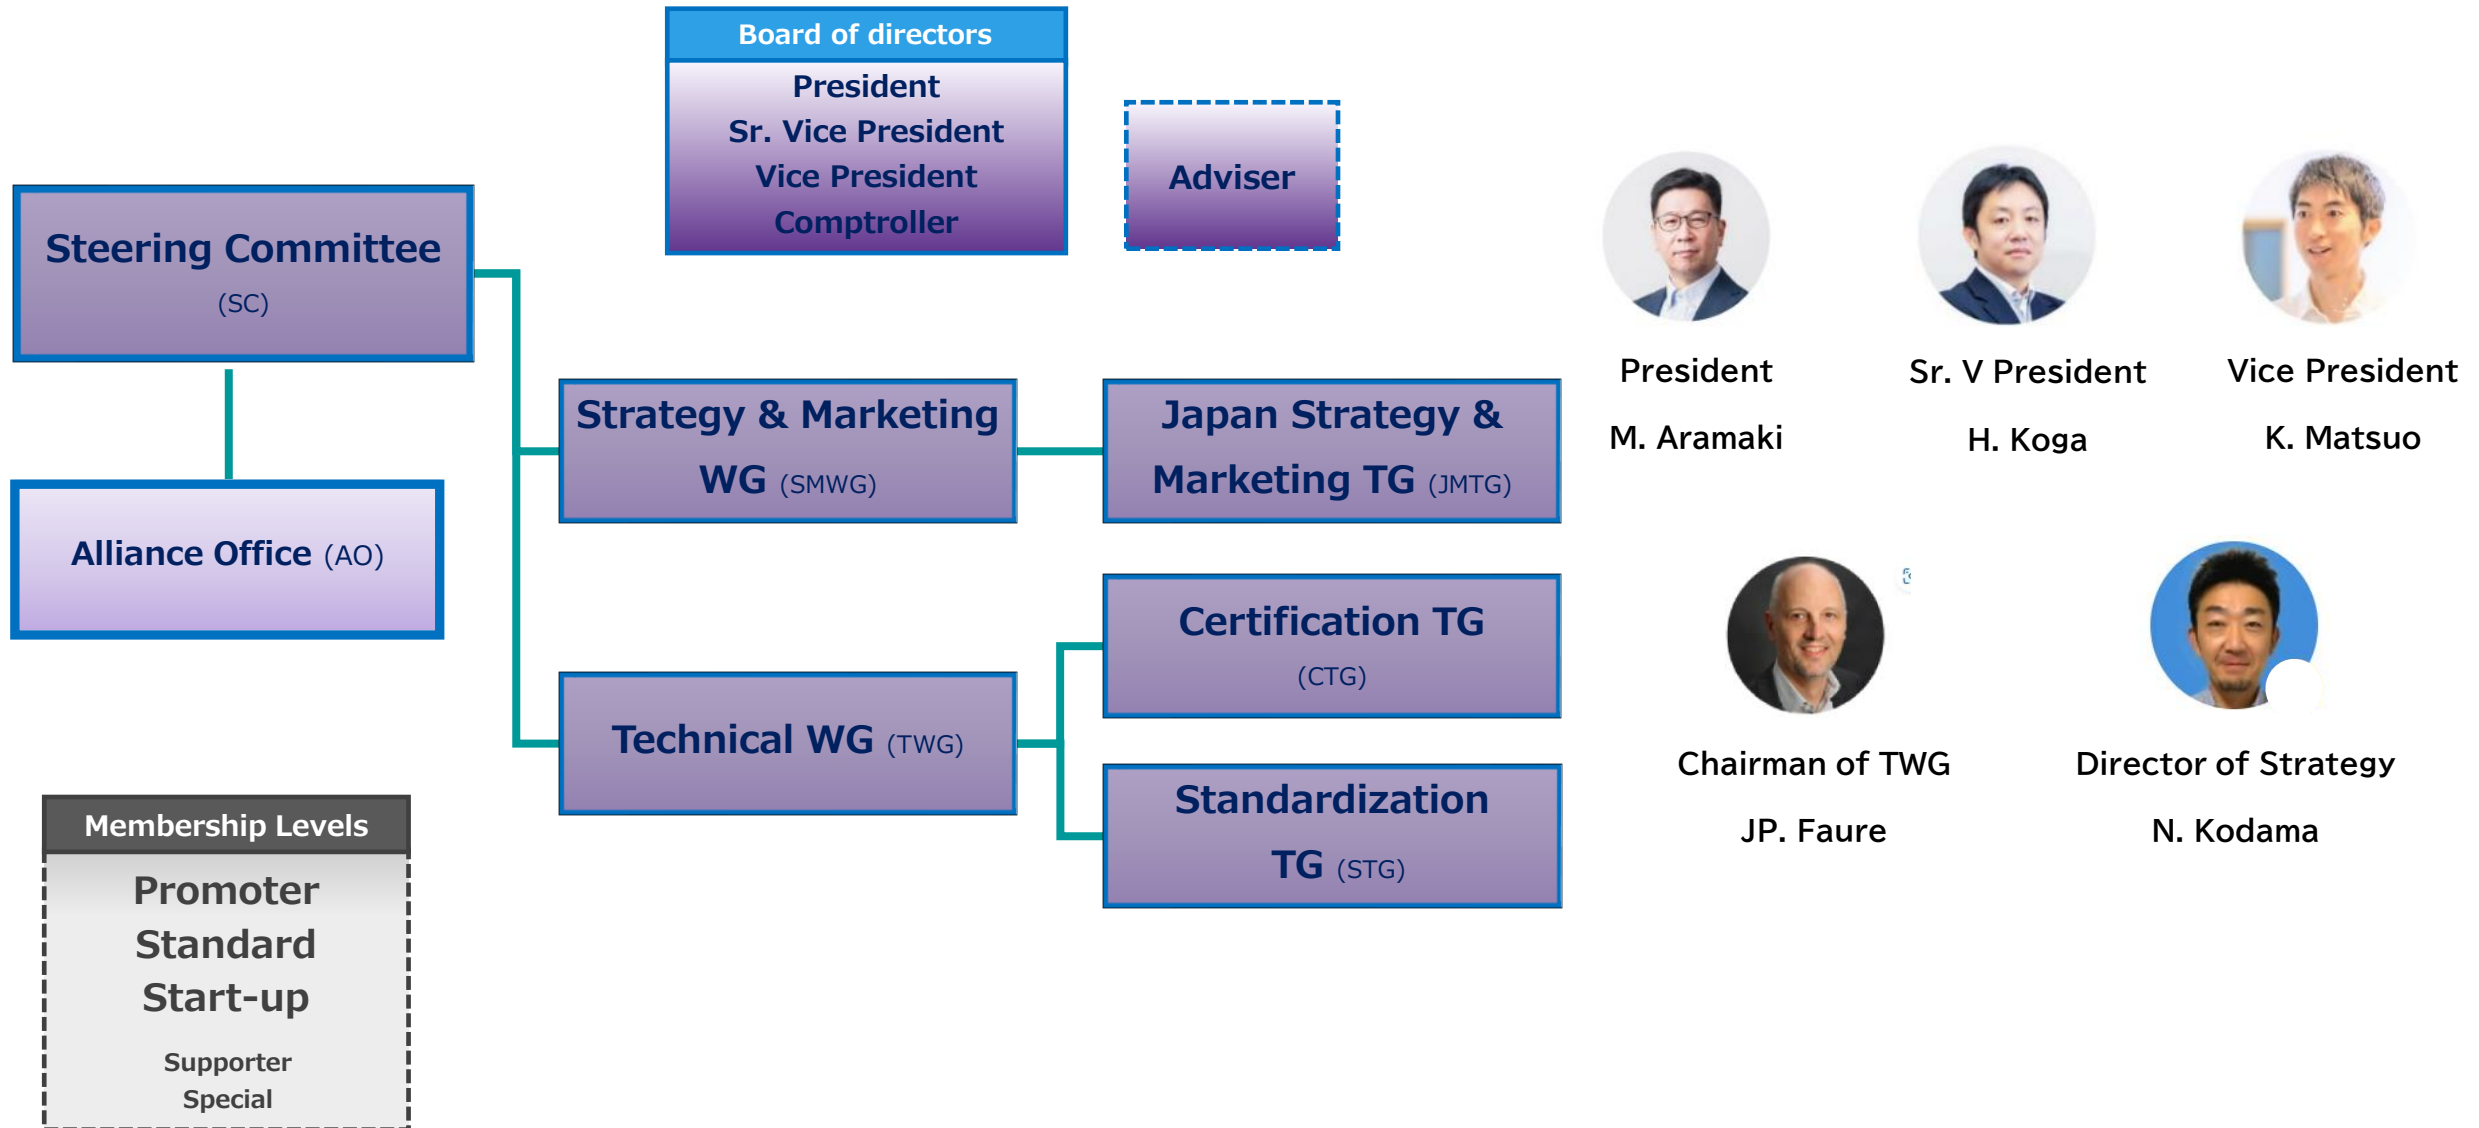 Board of directors
President
Sr. Vice President
Vice President
Comptroller
Adviser
Steering Committee
(SC)
Alliance Office (AO)
Strategy & Marketing
WG (SMWG)
Japan Strategy &
Marketing TG (JMTG)
Technical WG (TWG)
Certification TG
(CTG)
Standardization
TG (STG)
Membership Levels
Promoter
Standard
Start-up
Supporter
Special
President
M. Aramaki
Sr. V President
H. Koga
Vice President
K. Matsuo
Chairman of TWG
JP. Faure
Director of Strategy
N. Kodama